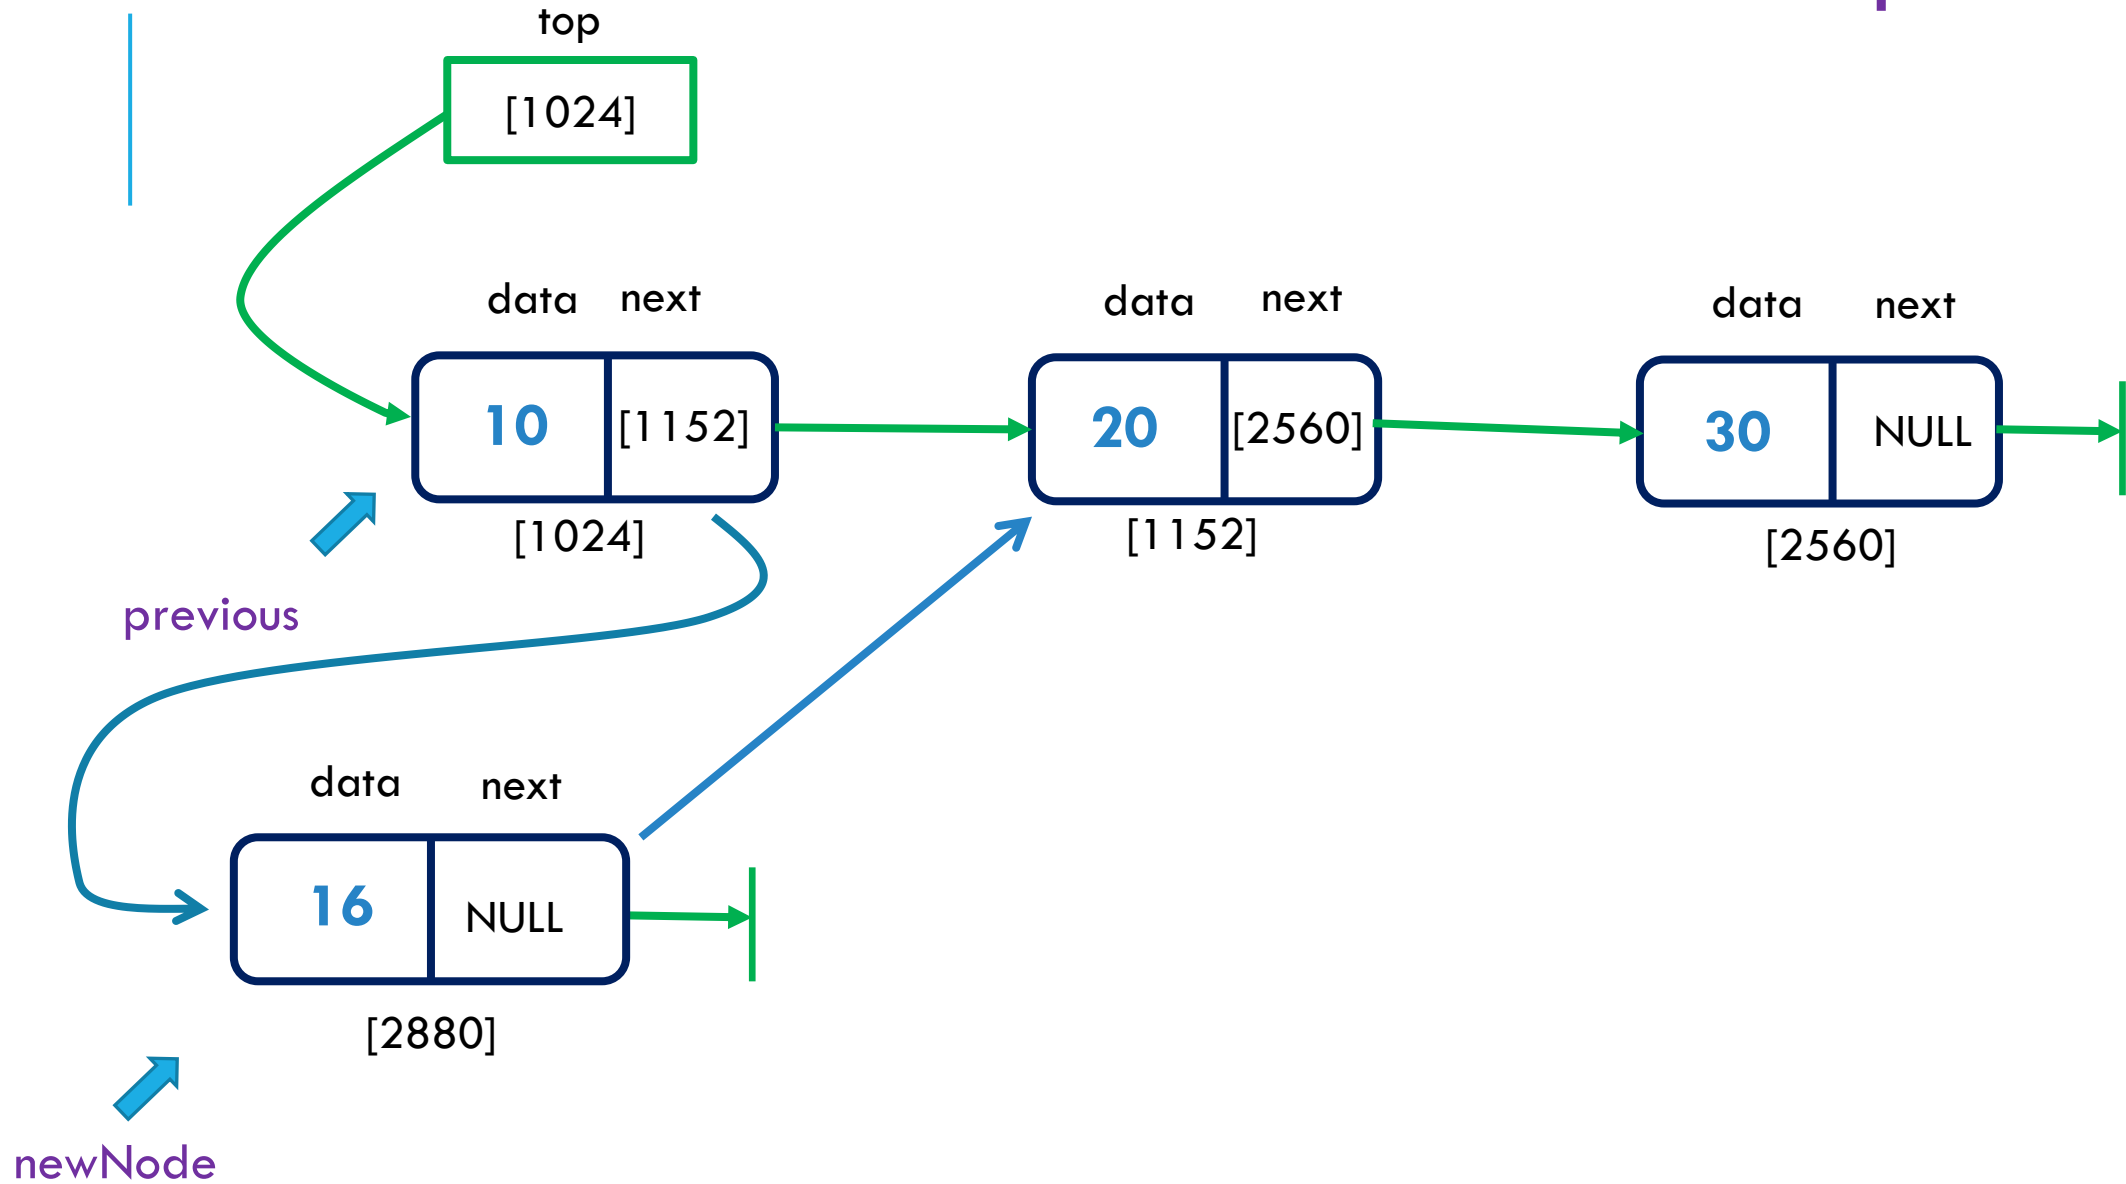 top
[1024]
data next data next data next
10 [1152] 20 [2560] 30 NULL
[1024] [1152] [2560]
previous
data next
16 NULL
[2880]
newNode